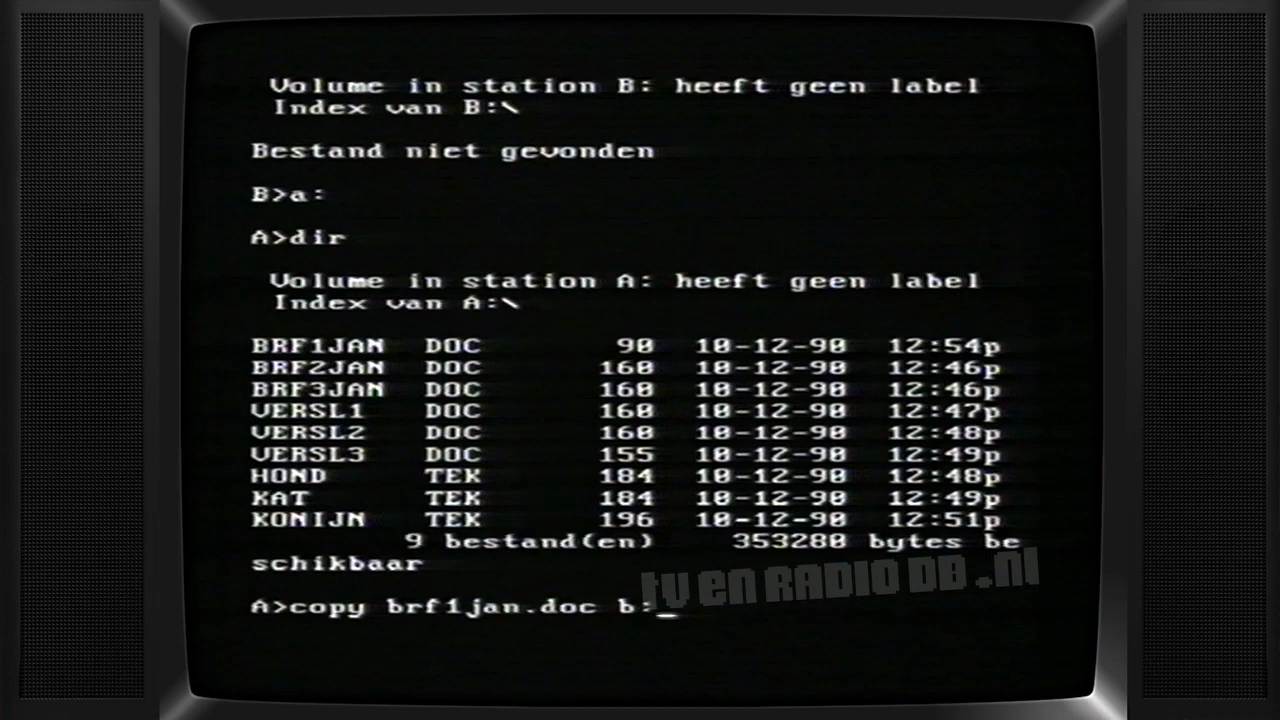 Volume in station B: heeft geen label
Index van B:\
Bestand niet gevonden
B>a:
A>dir
Volume in station A: heeft geen label
Index van A:\
BRF1JAN DOC 90 10-12-90 12:54p
BRF2JAN DOC 160 10-12-90 12:46p
BRF3JAN DOC 160 10-12-90 12:46p
VERSL1 DOC 160 10-12-90 12:47p
VERSL2 DOC 160 10-12-90 12:48p
VERSL3 DOC 155 10-12-90 12:49p
HOND TEK 184 10-12-90 12:48p
KAT TEK 184 10-12-90 12:49p
KONIJN TEK 196 10-12-90 12:51p
9 bestand(en) 353280 bytes be
schikbaar
tv en RADIO DB .nl
A>copy brf1jan.doc b:_